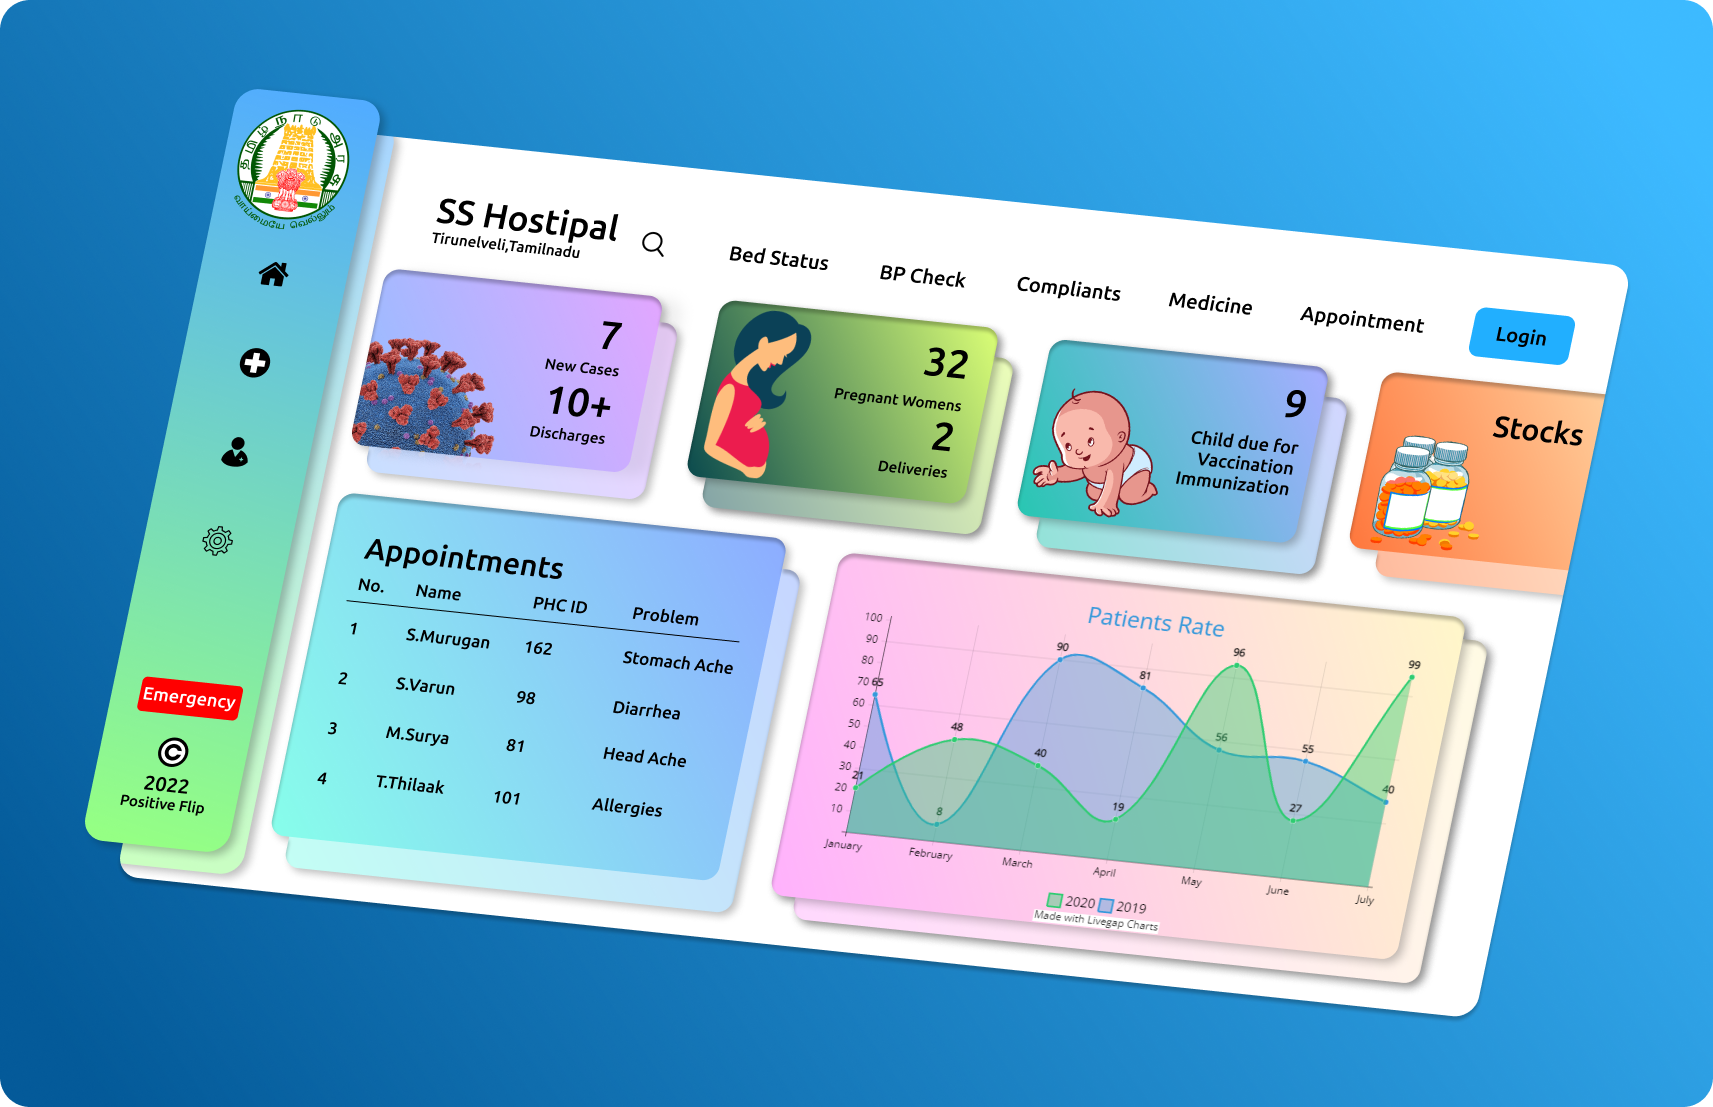 தமிழ்நாடு அரசு
வாய்மையே வெல்லும்
SS Hostipal
Tirunelveli,Tamilnadu
Bed Status
BP Check
Compliants
Medicine
Appointment
Login
7
New Cases
10+
Discharges
32
Pregnant Womens
2
Deliveries
9
Child due for
Vaccination
Immunization
Stocks
Appointments
No. Name PHC ID Problem
1 S.Murugan 162 Stomach Ache
2 S.Varun 98 Diarrhea
3 M.Surya 81 Head Ache
4 T.Thilaak 101 Allergies
Patients Rate
100
90
80
70
60
50
40
30
20
10
65
8
90
81
56
55
40
21
48
40
19
96
27
99
January February March April May June July
2020 2019
Made with Livegap Charts
Emergency
©
2022
Positive Flip